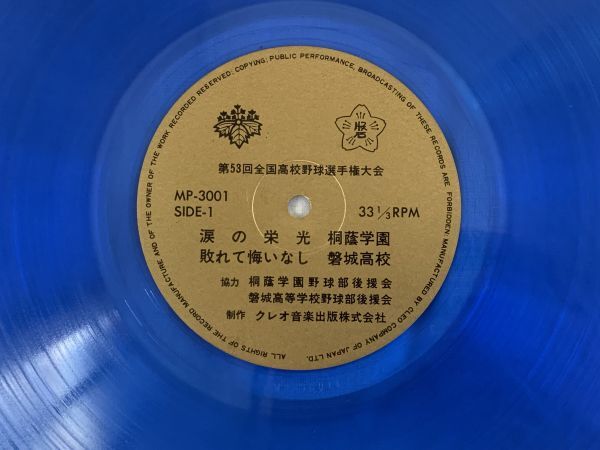 ALL RIGHTS OF THE RECORD MANUFACTURE AND OF THE OWNER OF THE WORK RECORDED RESERVED. COPYING, PUBLIC PERFORMANCE, BROADCASTING OF THESE RECORDS ARE FORBIDDEN. MANUFACTURED BY CLEO COMPANY OF JAPAN LTD.
磐
第53回全国高校野球選手権大会
MP-3001
SIDE-1
33 1/3 RPM
涙の栄光 桐蔭学園
敗れて悔いなし 磐城高校
協力 桐蔭学園野球部後援会
磐城高等学校野球部後援会
制作 クレオ音楽出版株式会社